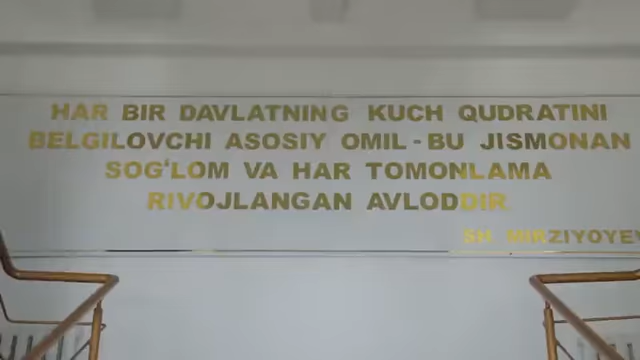 HAR BIR DAVLATNING KUCH QUDRATINI
BELGILOVCHI ASOSIY OMIL - BU JISMONAN
SOG‘LOM VA HAR TOMONLAMA
RIVOJLANGAN AVLODDIR
SH. MIRZIYOYEV